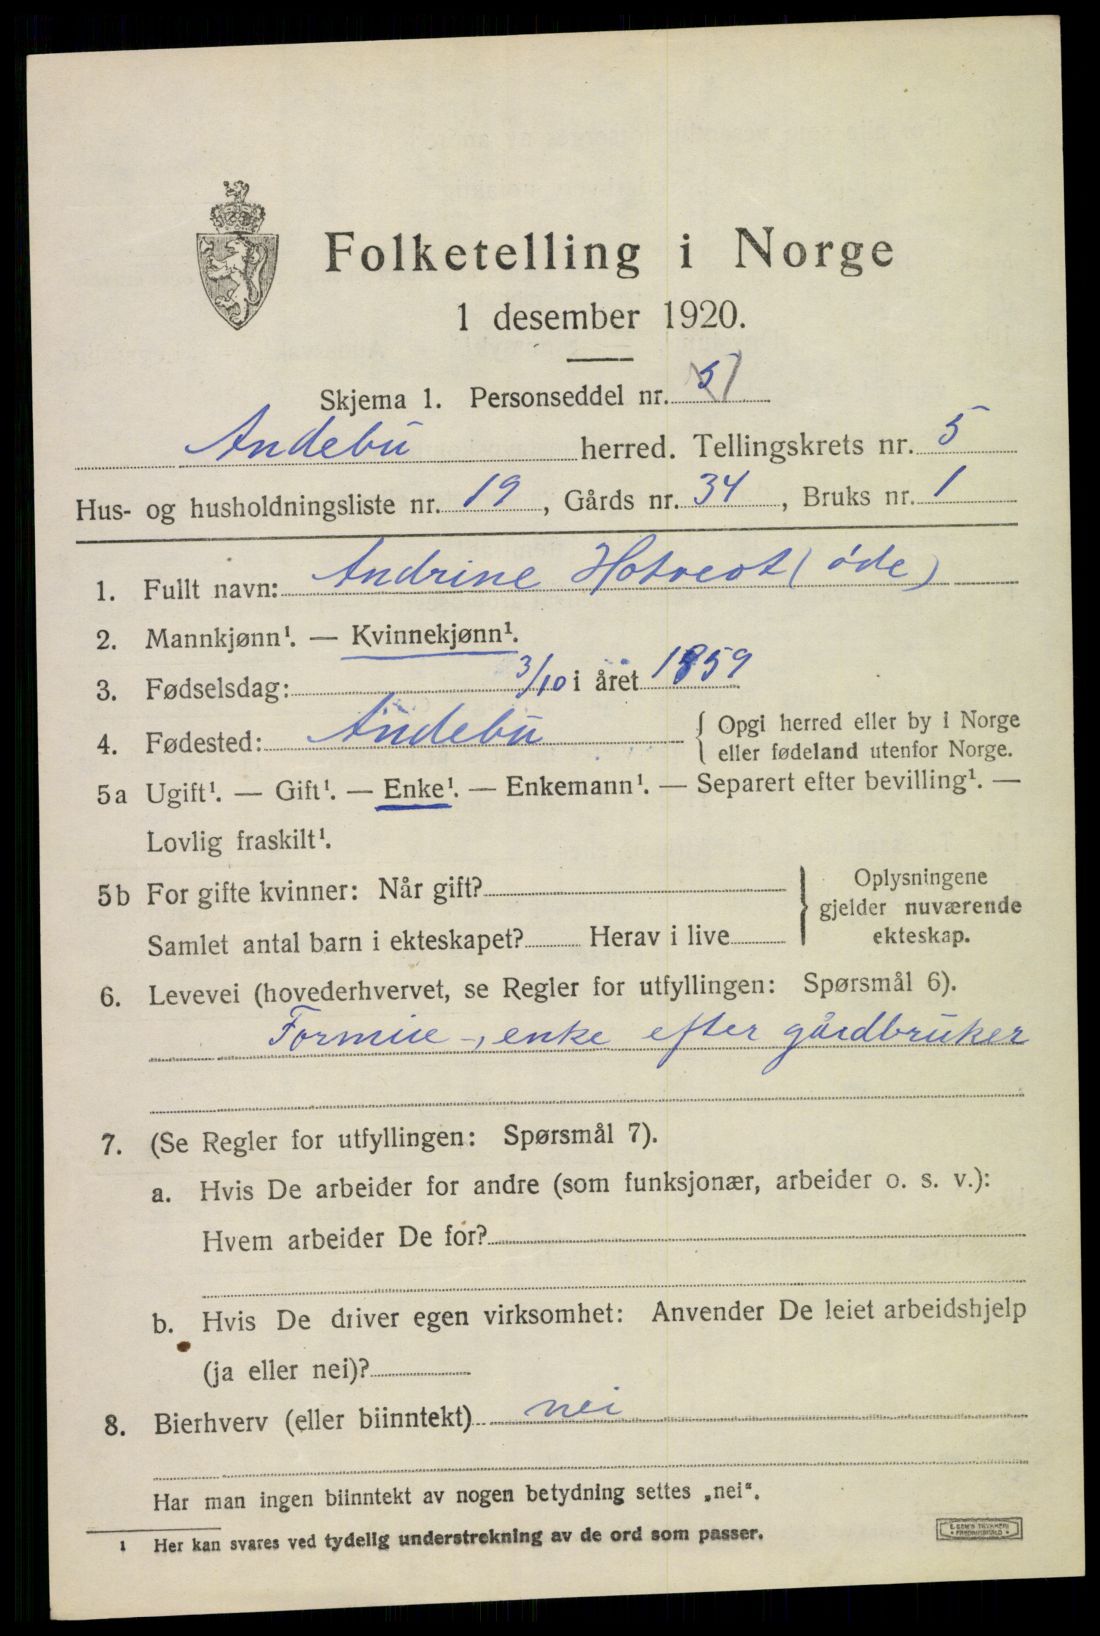 Folketelling i Norge
1 desember 1920.
Skjema 1. Personseddel nr.
Andebu herred. Tellingskrets nr. 5
Hus- og husholdningsliste nr. 19, Gårds nr. 34, Bruks nr. 1
1. Fullt navn: Andrine Hotvedt (øde)
2. Mannkjønn¹. — Kvinnekjønn¹.
3. Fødselsdag: 3/10 i året 1859
4. Fødested: Andebu { Opgi herred eller by i Norge
eller fødeland utenfor Norge.
5a Ugift¹. — Gift¹. — Enke¹. — Enkemann¹. — Separert efter bevilling¹. —
Lovlig fraskilt¹.
5b For gifte kvinner: Når gift?
Samlet antal barn i ekteskapet? Herav i live
} Oplysningene
gjelder nuværende
ekteskap.
6. Levevei (hovederhvervet, se Regler for utfyllingen: Spørsmål 6).
Formue -, enke efter gårdbruker
7. (Se Regler for utfyllingen: Spørsmål 7).
a. Hvis De arbeider for andre (som funksjonær, arbeider o. s. v.):
Hvem arbeider De for?
b. Hvis De driver egen virksomhet: Anvender De leiet arbeidshjelp
(ja eller nei)?
8. Bierhverv (eller biinntekt) nei
Har man ingen biinntekt av nogen betydning settes „nei".
¹ Her kan svares ved tydelig understrekning av de ord som passer.